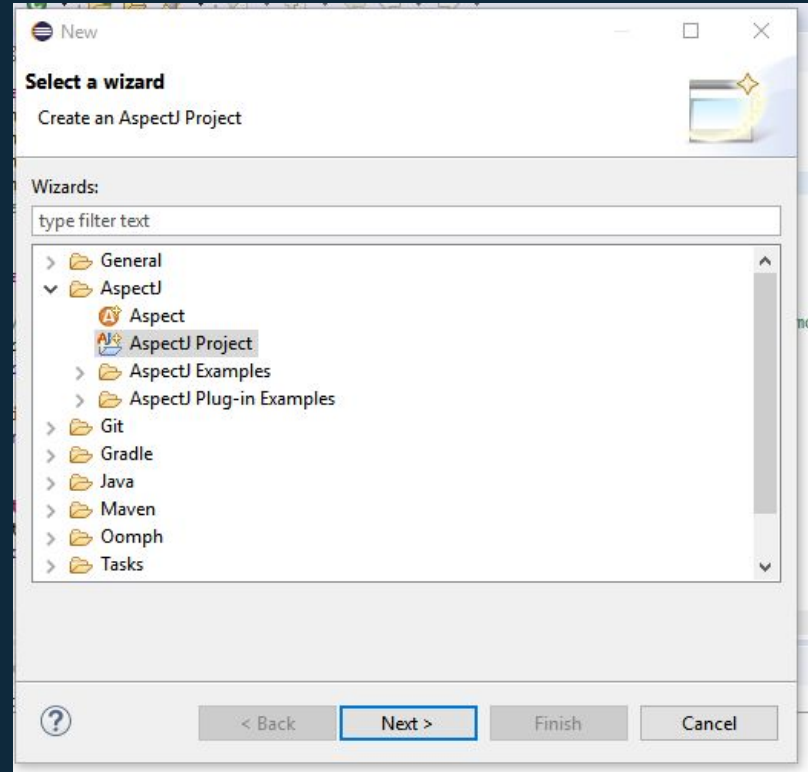 New
Select a wizard
Create an AspectJ Project
Wizards:
type filter text
General
AspectJ
Aspect
AspectJ Project
AspectJ Examples
AspectJ Plug-in Examples
Git
Gradle
Java
Maven
Oomph
Tasks
< Back Next > Finish Cancel